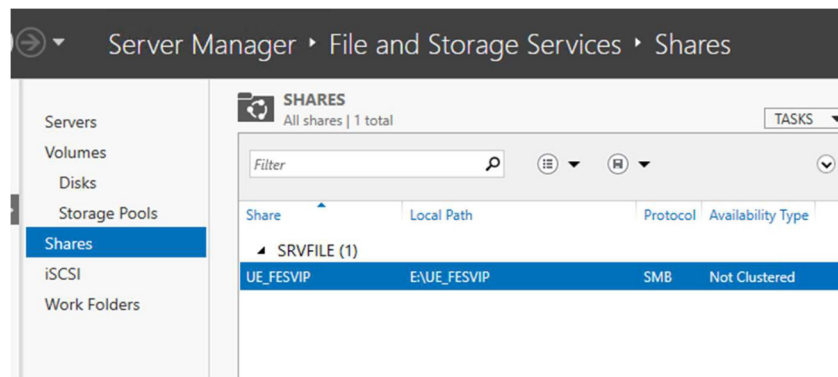 Server Manager ‣ File and Storage Services ‣ Shares
Servers
Volumes
Disks
Storage Pools
Shares
iSCSI
Work Folders
SHARES
All shares | 1 total
TASKS
Filter
Share Local Path Protocol Availability Type
SRVFILE (1)
UE_FESVIP E:\UE_FESVIP SMB Not Clustered